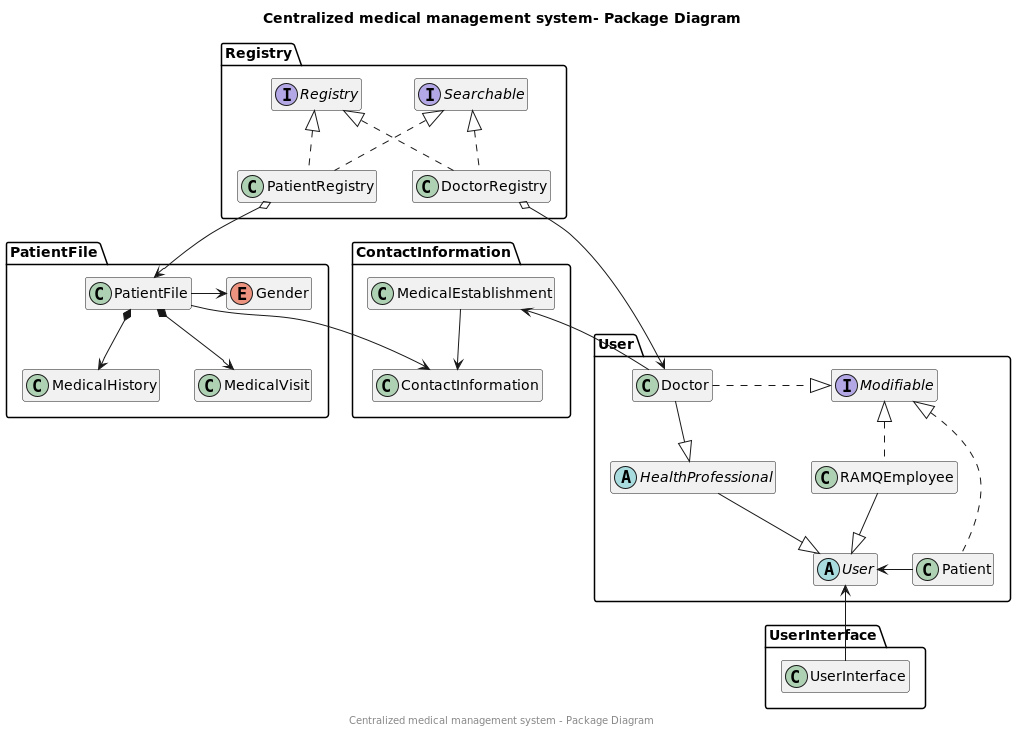 Centralized medical management system- Package Diagram
Registry
I Registry
I Searchable
C PatientRegistry
C DoctorRegistry
PatientFile
C PatientFile
E Gender
C MedicalHistory
C MedicalVisit
ContactInformation
C MedicalEstablishment
C ContactInformation
User
C Doctor
I Modifiable
A HealthProfessional
C RAMQEmployee
A User
C Patient
UserInterface
C UserInterface
Centralized medical management system - Package Diagram